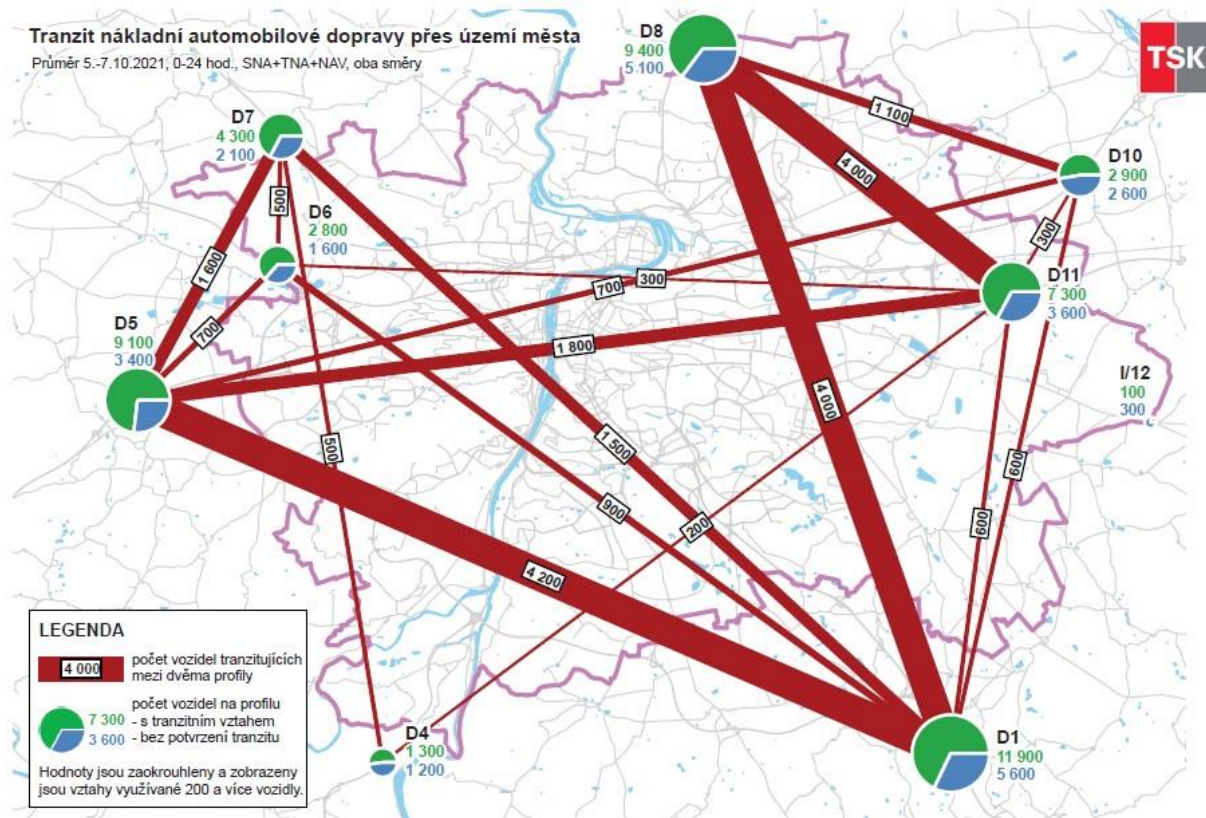 Tranzit nákladní automobilové dopravy přes území města
Průměr 5.-7.10.2021, 0-24 hod., SNA+TNA+NAV, oba směry
TSK
D8
9 400
5 100
D7
4 300
2 100
1 100
D10
2 900
2 600
4 000
500
D6
2 800
1 600
300
1 600
D11
7 300
3 600
300
700
700
D5
9 100
3 400
1 800
I/12
100
300
4 000
500
1 500
600
900
200
600
4 200
D4
1 300
1 200
D1
11 900
5 600
LEGENDA
4 000
počet vozidel tranzitujících
mezi dvěma profily
počet vozidel na profilu
7 300 - s tranzitním vztahem
3 600 - bez potvrzení tranzitu
Hodnoty jsou zaokrouhleny a zobrazeny
jsou vztahy využívané 200 a více vozidly.